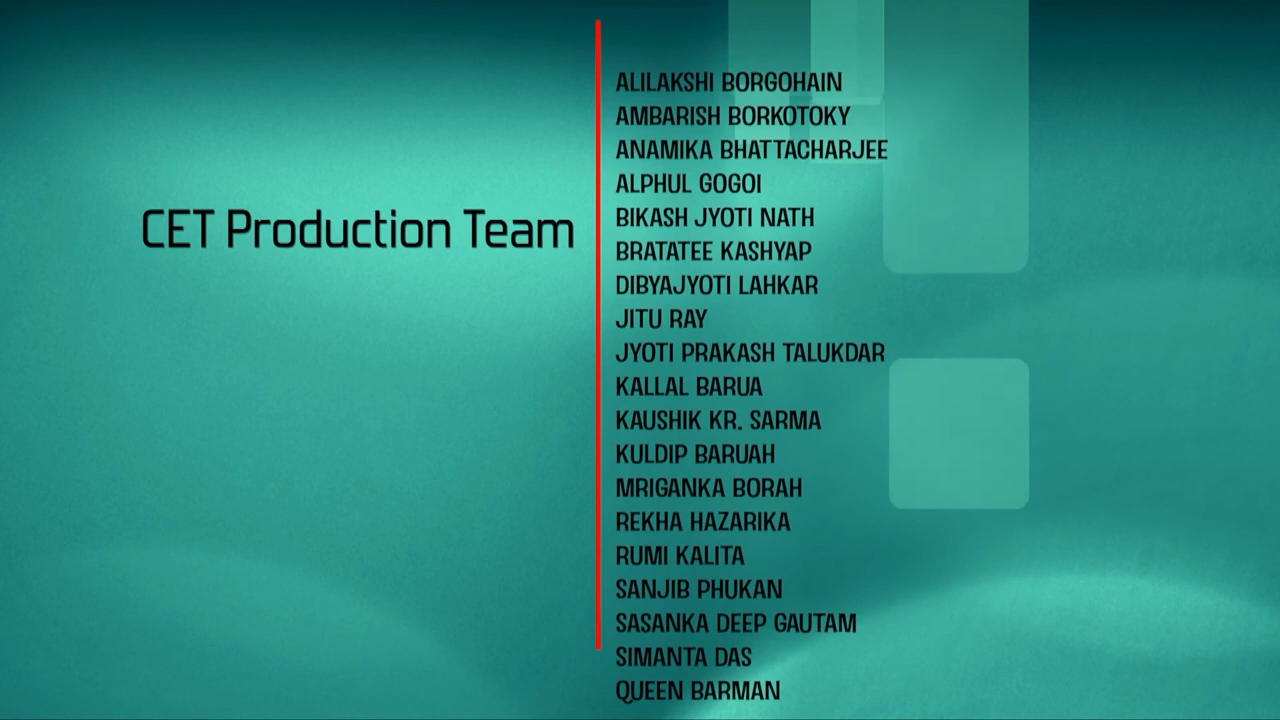 CET Production Team
ALILAKSHI BORGOHAIN
AMBARISH BORKOTOKY
ANAMIKA BHATTACHARJEE
ALPHUL GOGOI
BIKASH JYOTI NATH
BRATATEE KASHYAP
DIBYAJYOTI LAHKAR
JITU RAY
JYOTI PRAKASH TALUKDAR
KALLAL BARUA
KAUSHIK KR. SARMA
KULDIP BARUAH
MRIGANKA BORAH
REKHA HAZARIKA
RUMI KALITA
SANJIB PHUKAN
SASANKA DEEP GAUTAM
SIMANTA DAS
QUEEN BARMAN